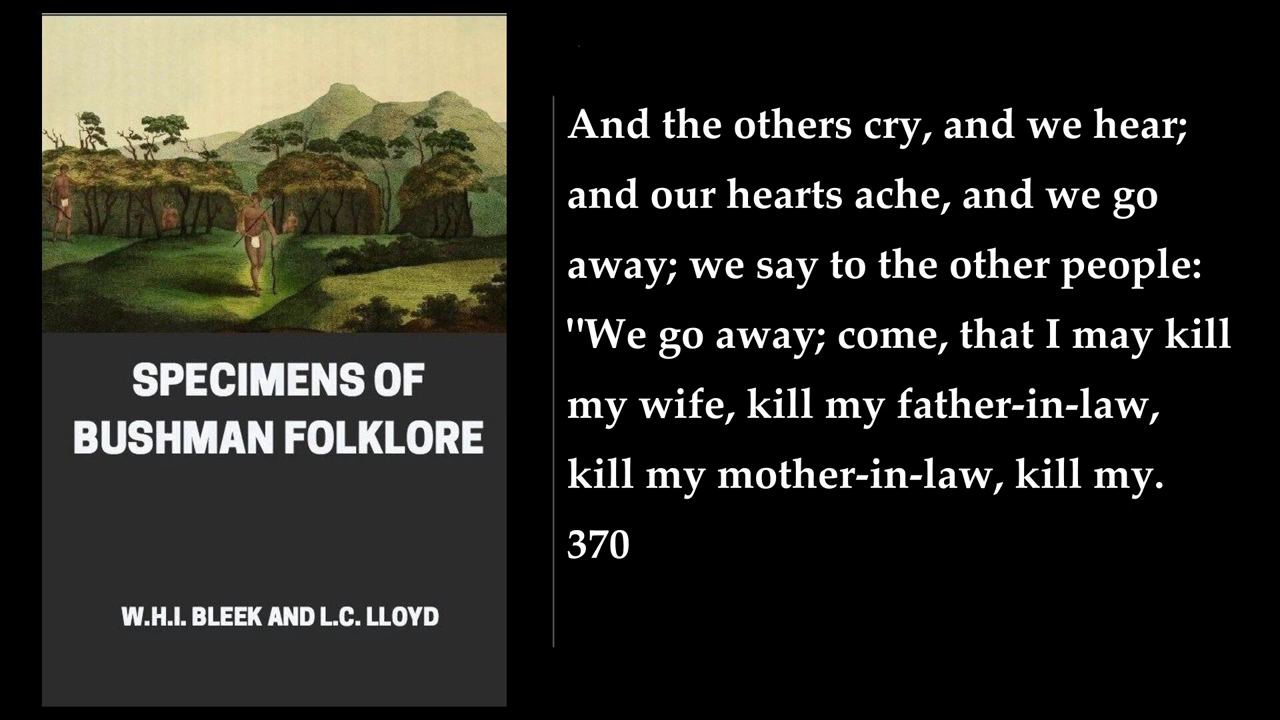 SPECIMENS OF
BUSHMAN FOLKLORE
W.H.I. BLEEK AND L.C. LLOYD
And the others cry, and we hear;
and our hearts ache, and we go
away; we say to the other people:
"We go away; come, that I may kill
my wife, kill my father-in-law,
kill my mother-in-law, kill my.
370